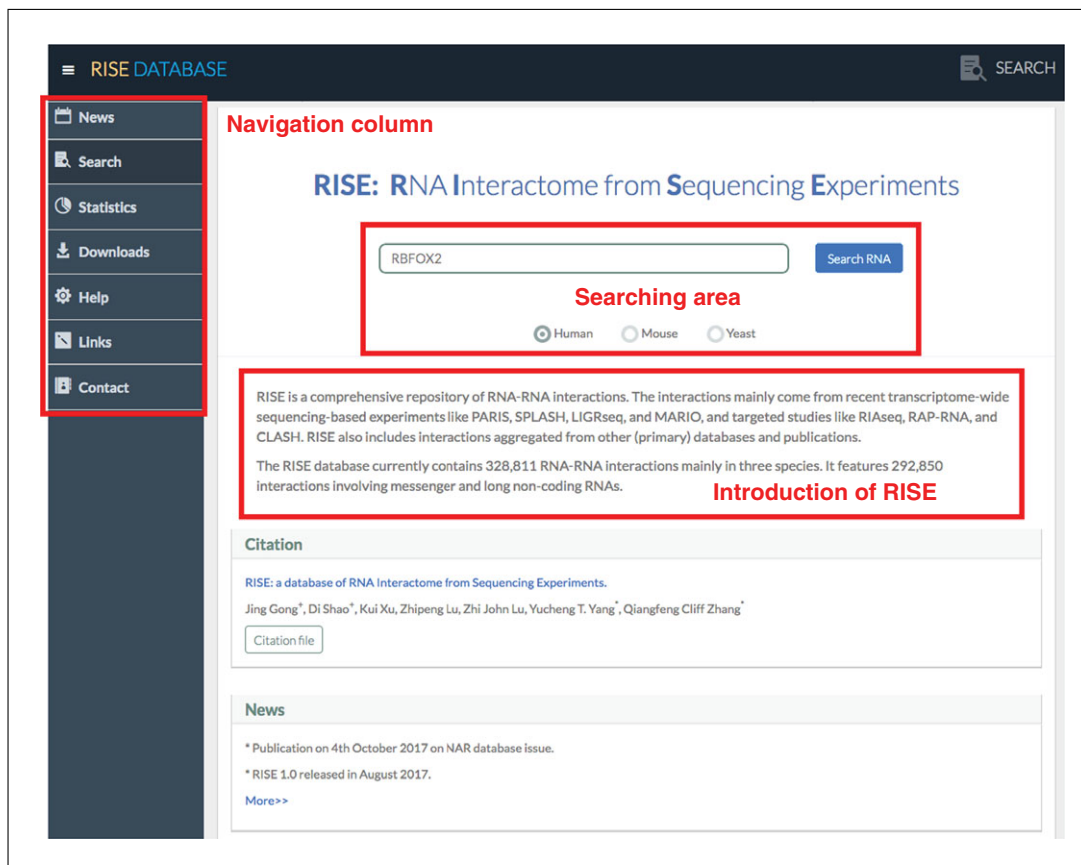 ≡ RISE DATABASE
SEARCH
News
Search
Statistics
Downloads
Help
Links
Contact
Navigation column
RISE: RNA Interactome from Sequencing Experiments
RBFOX2
Search RNA
Searching area
Human Mouse Yeast
RISE is a comprehensive repository of RNA-RNA interactions. The interactions mainly come from recent transcriptome-wide
sequencing-based experiments like PARIS, SPLASH, LIGRseq, and MARIO, and targeted studies like RIAseq, RAP-RNA, and
CLASH. RISE also includes interactions aggregated from other (primary) databases and publications.
The RISE database currently contains 328,811 RNA-RNA interactions mainly in three species. It features 292,850
interactions involving messenger and long non-coding RNAs.
Introduction of RISE
Citation
RISE: a database of RNA Interactome from Sequencing Experiments.
Jing Gong+, Di Shao+, Kui Xu, Zhipeng Lu, Zhi John Lu, Yucheng T. Yang*, Qiangfeng Cliff Zhang*
Citation file
News
* Publication on 4th October 2017 on NAR database issue.
* RISE 1.0 released in August 2017.
More>>